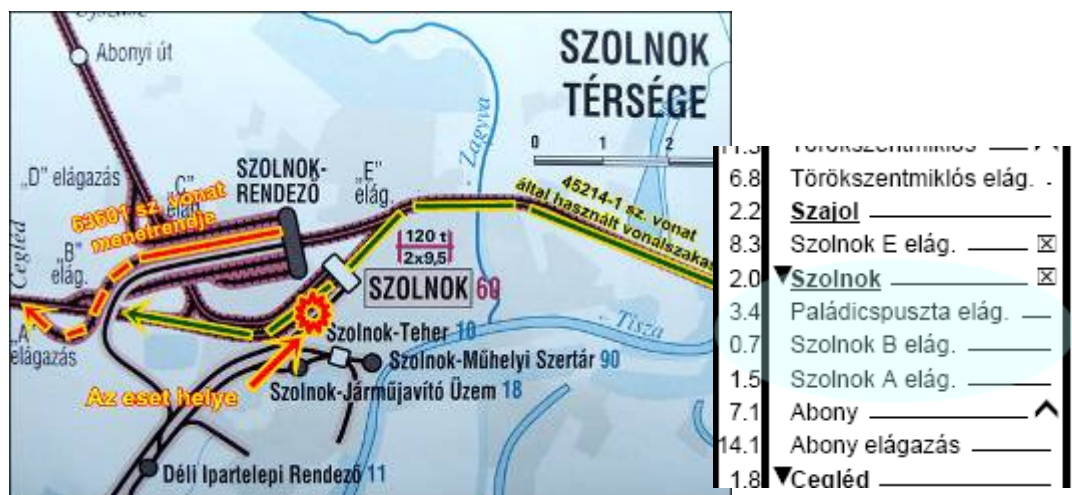 Abonyi út
SZOLNOK
TÉRSÉGE
Zagyva
0 1 2
„D” elágazás
„C”
elág.
SZOLNOK-
RENDEZŐ
„E”
elág.
63601 sz. vonat
menetrendje
45214-1 sz. vonat
által használt vonalszakasz
Cegléd
„B”
elág.
120 t
2x9,5
SZOLNOK 60
„A”
elágazás
Tisza
Szolnok-Teher 10
Szolnok-Műhelyi Szertár 90
Szolnok-Járműjavító Üzem 18
Az eset helye
Déli Ipartelepi Rendező 11
Törökszentmiklós
6.8 Törökszentmiklós elág.
2.2 Szajol
8.3 Szolnok E elág.
2.0 Szolnok
3.4 Paládicspuszta elág.
0.7 Szolnok B elág.
1.5 Szolnok A elág.
7.1 Abony
14.1 Abony elágazás
1.8 Cegléd